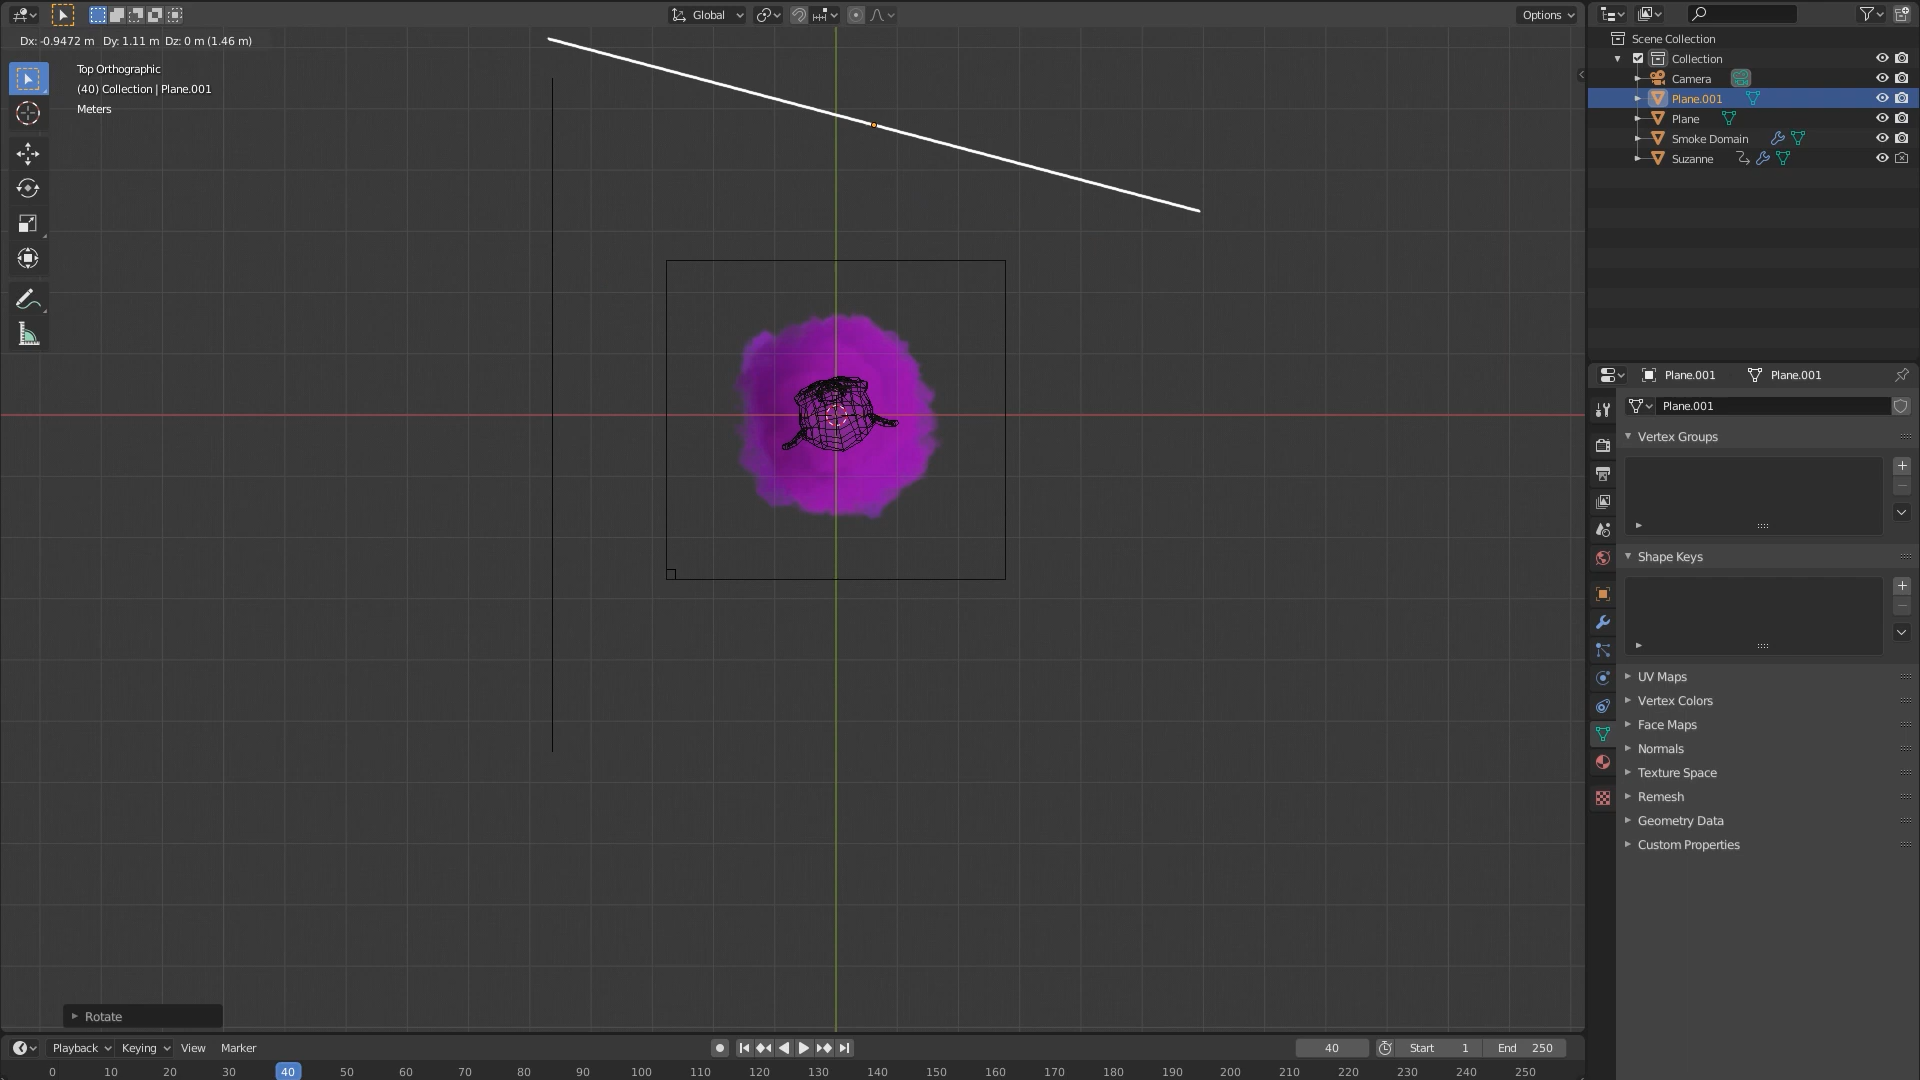 Global
Options
Dx: -0.9472 m Dy: 1.11 m Dz: 0 m (1.46 m)
Top Orthographic
(40) Collection | Plane.001
Meters
Rotate
Scene Collection
Collection
Camera
Plane.001
Plane
Smoke Domain
Suzanne
Plane.001 Plane.001
Plane.001
Vertex Groups
Shape Keys
UV Maps
Vertex Colors
Face Maps
Normals
Texture Space
Remesh
Geometry Data
Custom Properties
Playback Keying View Marker
40 Start 1 End 250
0 10 20 30 40 50 60 70 80 90 100 110 120 130 140 150 160 170 180 190 200 210 220 230 240 250